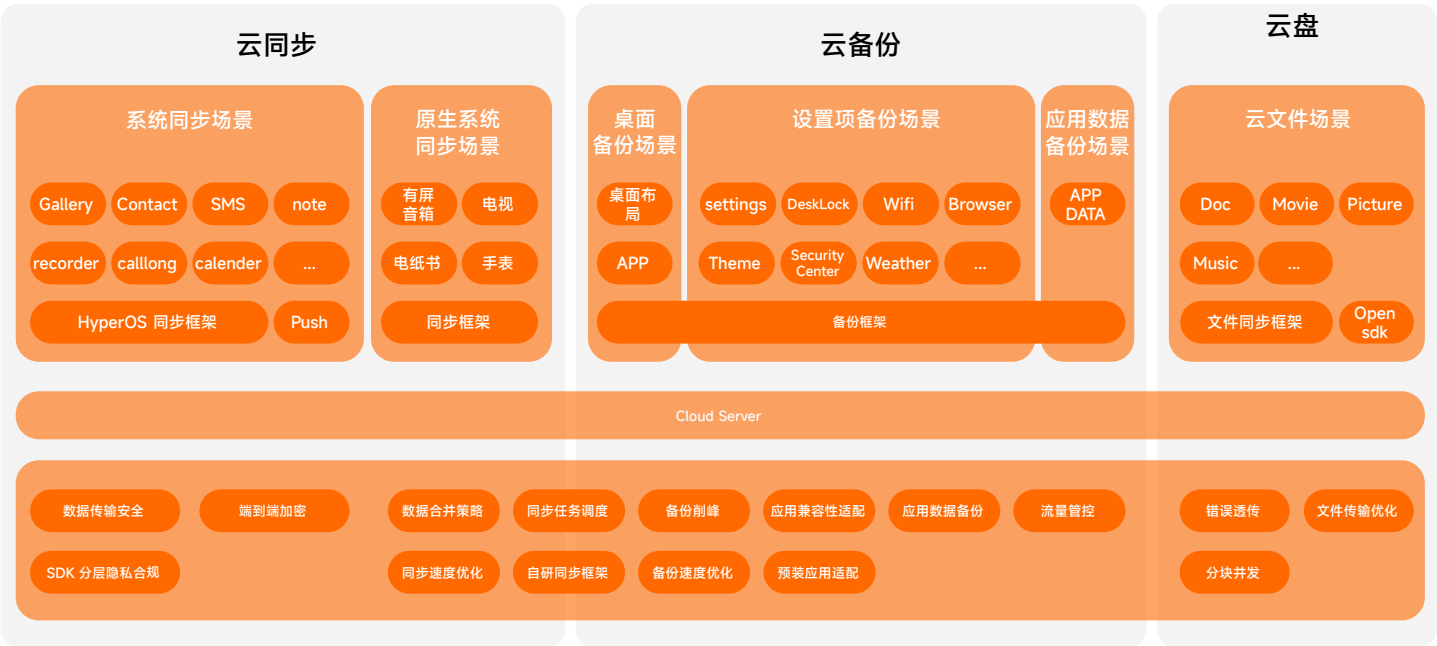 云同步
系统同步场景
Gallery
Contact
SMS
note
recorder
calllong
calender
...
HyperOS 同步框架
Push
原生系统
同步场景
有屏
音箱
电视
电纸书
手表
同步框架
云备份
桌面
备份场景
桌面布
局
APP
设置项备份场景
settings
DeskLock
Wifi
Browser
Theme
Security
Center
Weather
...
应用数据
备份场景
APP
DATA
备份框架
云盘
云文件场景
Doc
Movie
Picture
Music
...
文件同步框架
Open
sdk
Cloud Server
数据传输安全
端到端加密
数据合并策略
同步任务调度
备份削峰
应用兼容性适配
应用数据备份
流量管控
错误透传
文件传输优化
SDK 分层隐私合规
同步速度优化
自研同步框架
备份速度优化
预装应用适配
分块并发